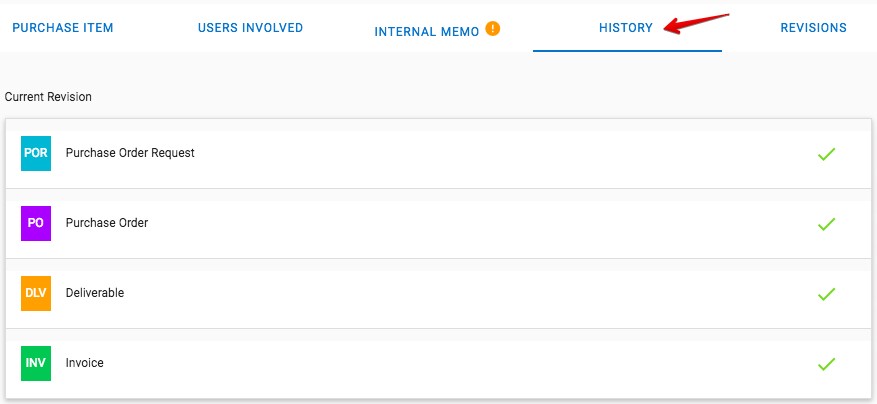 PURCHASE ITEM USERS INVOLVED INTERNAL MEMO ! HISTORY REVISIONS
Current Revision
POR Purchase Order Request
PO Purchase Order
DLV Deliverable
INV Invoice